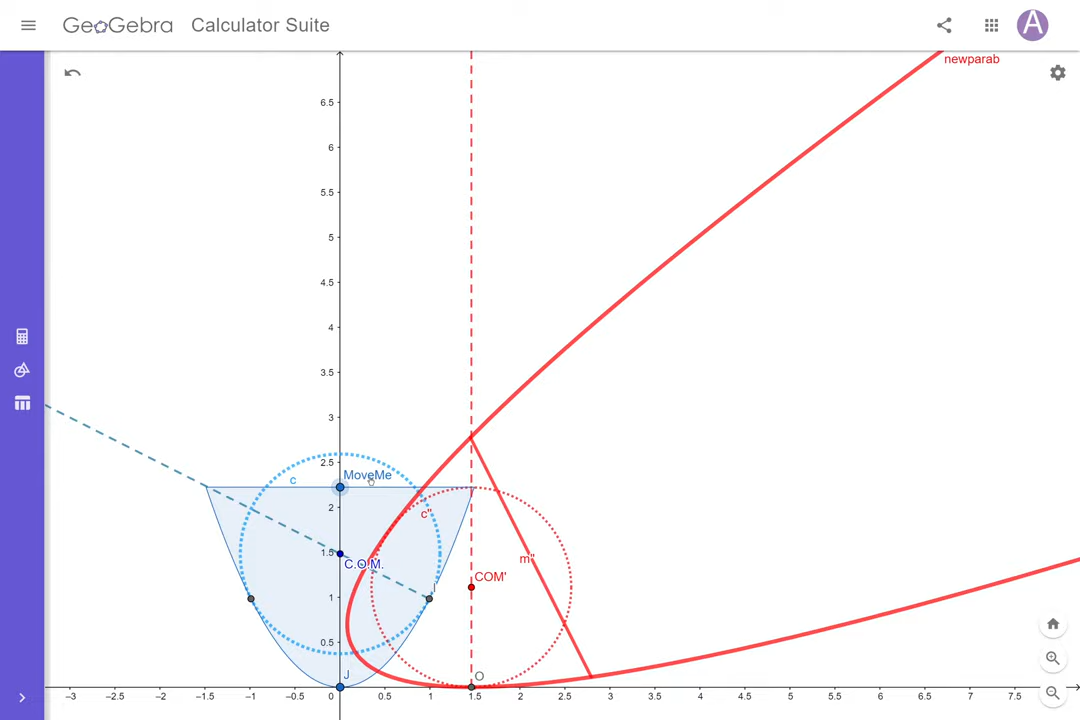 GeoGebra Calculator Suite A
newparab
6.5
6
5.5
5
4.5
4
3.5
3
2.5
c
MoveMe
2
c"
1.5
C.O.M.
m"
COM'
1
I
0.5
J
O
−3 −2.5 −2 −1.5 −1 −0.5 0 0.5 1 1.5 2 2.5 3 3.5 4 4.5 5 5.5 6 6.5 7 7.5